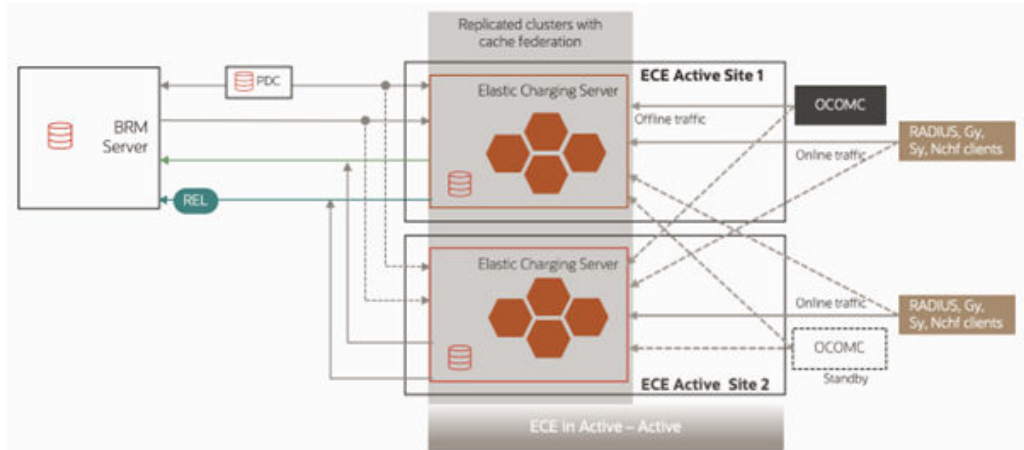 Replicated clusters with
cache federation
ECE Active Site 1
PDC
Elastic Charging Server
OCOMC
Offline traffic
BRM
Server
RADIUS, Gy,
Sy, Nchf clients
Online traffic
REL
Elastic Charging Server
Online traffic
RADIUS, Gy,
Sy, Nchf clients
OCOMC
Standby
ECE Active Site 2
ECE in Active – Active